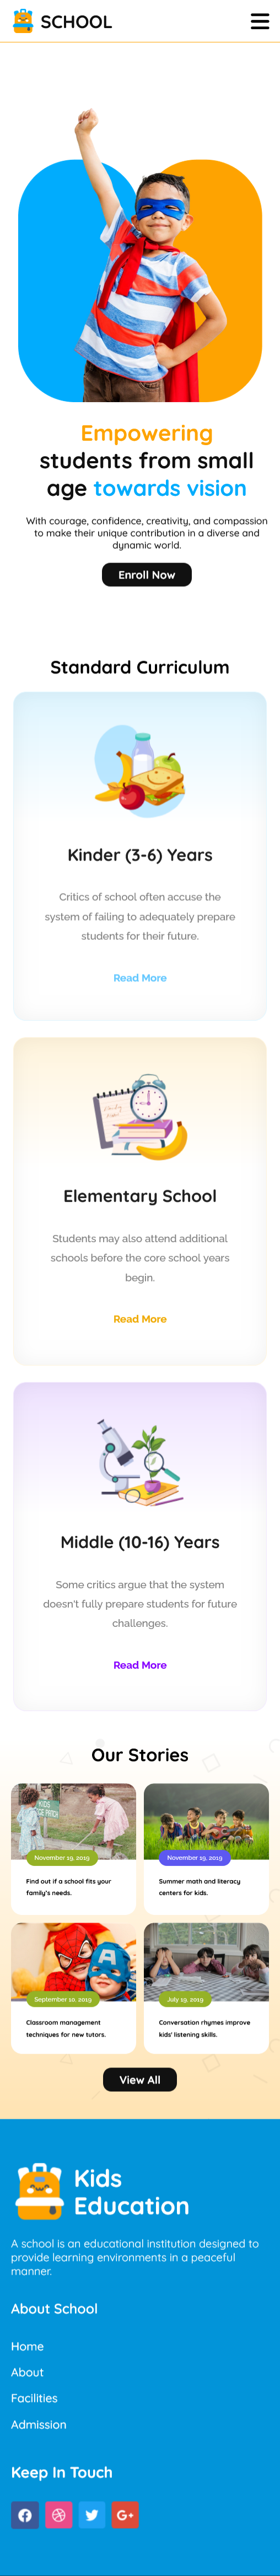 SCHOOL
Empowering
students from small
age towards vision
With courage, confidence, creativity, and compassion
to make their unique contribution in a diverse and
dynamic world.
Enroll Now
Standard Curriculum
Kinder (3-6) Years
Critics of school often accuse the
system of failing to adequately prepare
students for their future.
Read More
Elementary School
Students may also attend additional
schools before the core school years
begin.
Read More
Middle (10-16) Years
Some critics argue that the system
doesn't fully prepare students for future
challenges.
Read More
Our Stories
KIDS
November 19, 2019
Find out if a school fits your
family's needs.
November 19, 2019
Summer math and literacy
centers for kids.
A
September 10, 2019
Classroom management
techniques for new tutors.
July 19, 2019
Conversation rhymes improve
kids' listening skills.
View All
Kids
Education
A school is an educational institution designed to
provide learning environments in a peaceful
manner.
About School
Home
About
Facilities
Admission
Keep In Touch
G+